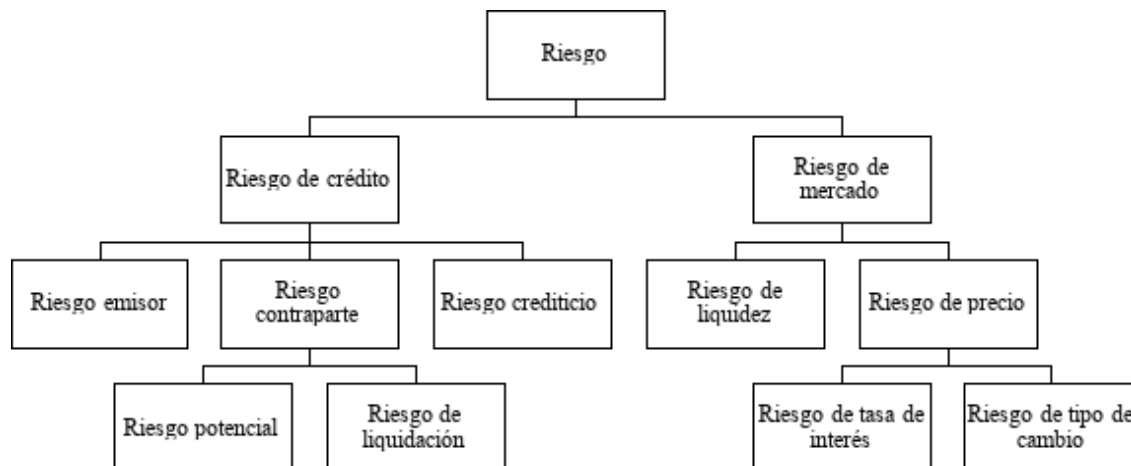 Riesgo
Riesgo de crédito
Riesgo de
mercado
Riesgo emisor
Riesgo
contraparte
Riesgo crediticio
Riesgo de
liquidez
Riesgo de precio
Riesgo potencial
Riesgo de
liquidación
Riesgo de tasa de
interés
Riesgo de tipo de
cambio